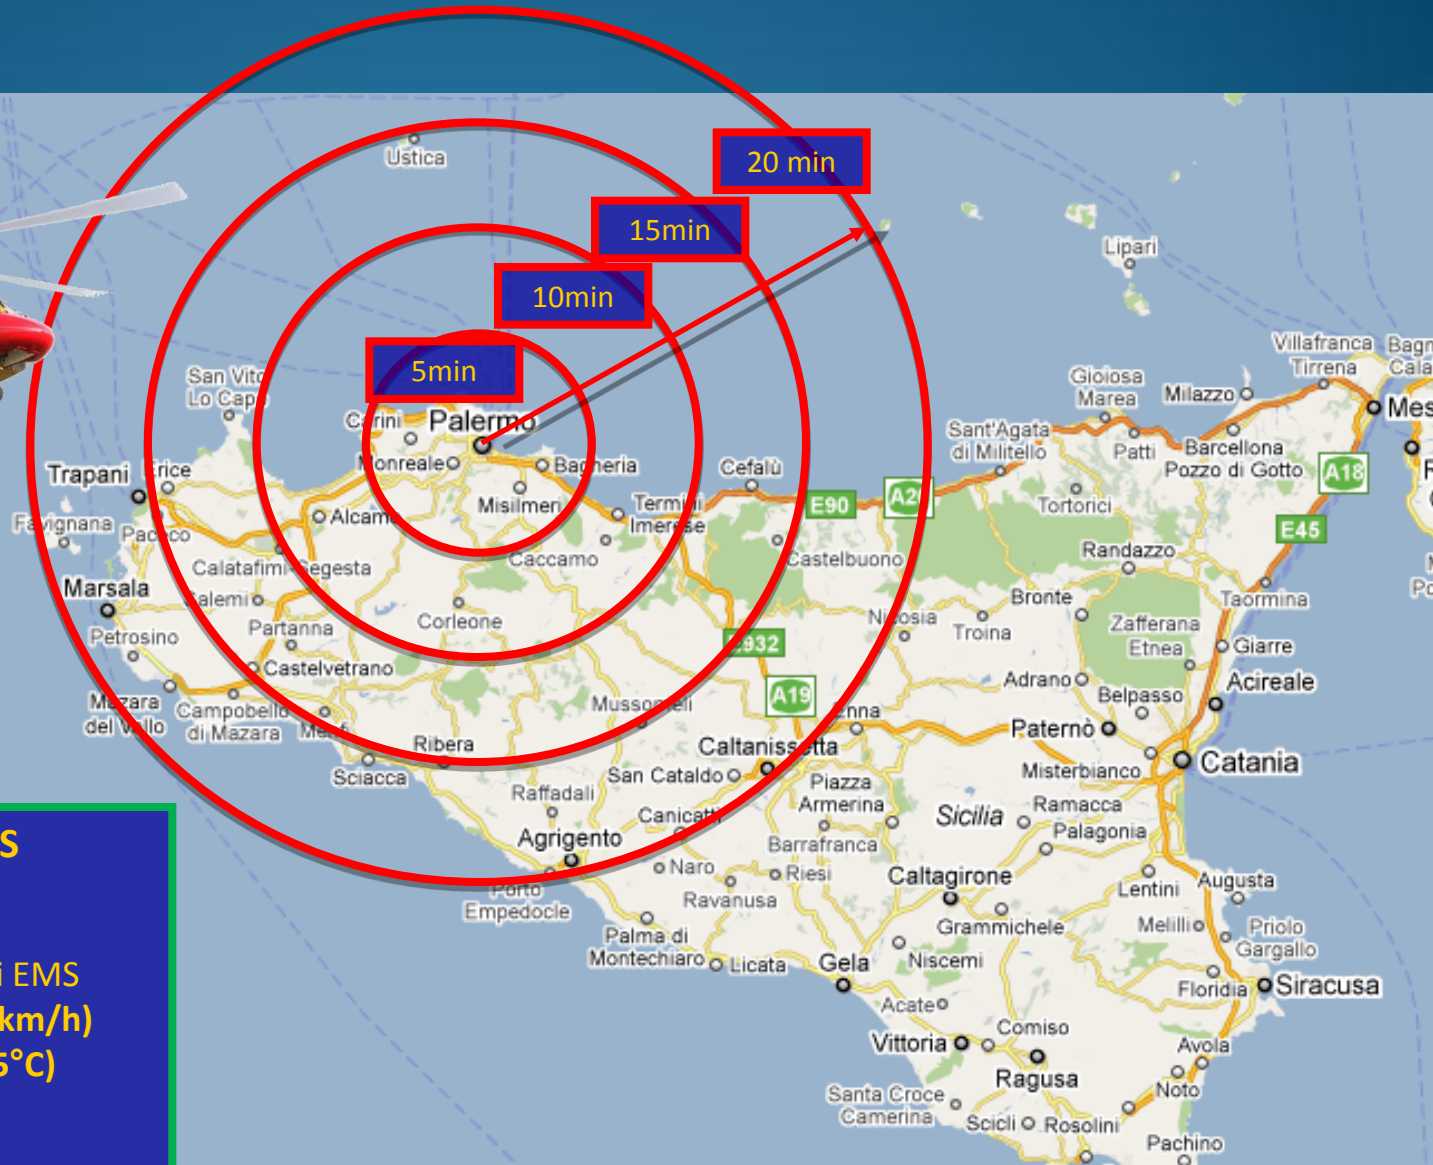 20 min
Ustica
15min
Lipari
10min
Villafranca
Tirrena
5min
San Vito
Lo Capo
Gioiosa
Marea
Milazzo
Carini
Palermo
Sant'Agata
di Militello
Patti
Barcellona
Pozzo di Gotto
A18
Trapani
Erice
Monreale
Bagheria
Cefalù
Misilmeri
Termini
Imerese
E90
Tortorici
E45
Favignana
Paceco
Alcamo
Caccamo
Castelbuono
Randazzo
Calatafimi-Segesta
Marsala
Salemi
Corleone
Bronte
Taormina
Petrosino
Partanna
Nicosia
Troina
Zafferana
Etnea
Giarre
E932
Castelvetrano
Adrano
Belpasso
Acireale
Mazara
del Vallo
Campobello
di Mazara
Menfi
Mussomeli
A19
Enna
Paternò
Ribera
Caltanissetta
Catania
Sciacca
San Cataldo
Misterbianco
Raffadali
Piazza
Armerina
Canicatti
Sicilia
Ramacca
Palagonia
Agrigento
Barrafranca
Naro
Riesi
Caltagirone
Lentini
Augusta
Porto
Empedocle
Ravanusa
Grammichele
Melilli
Priolo
Gargallo
Palma di
Montechiaro
Licata
Gela
Niscemi
Floridia
Siracusa
i EMS
km/h)
5°C)
Acate
Vittoria
Comiso
Avola
Ragusa
Noto
Santa Croce
Camerina
Scicli
Rosolini
Pachino